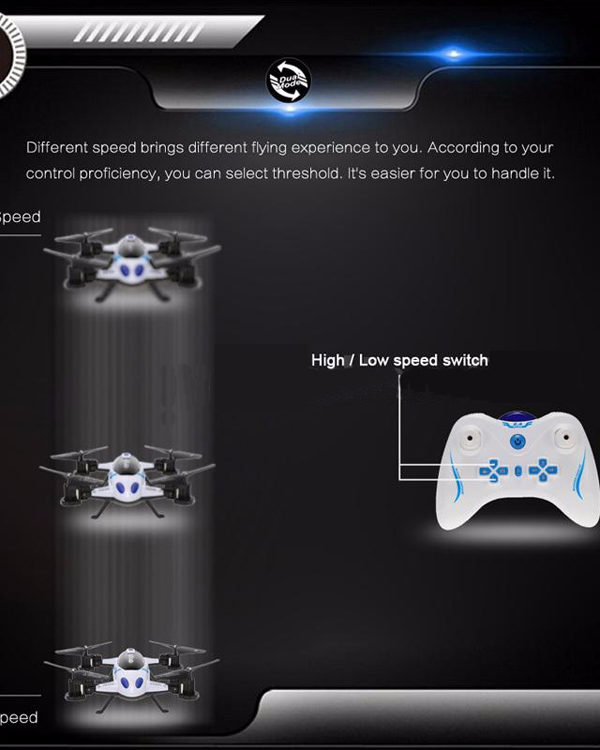 Dual
Mode
Different speed brings different flying experience to you. According to your
control proficiency, you can select threshold. It's easier for you to handle it.
Speed
High / Low speed switch
peed